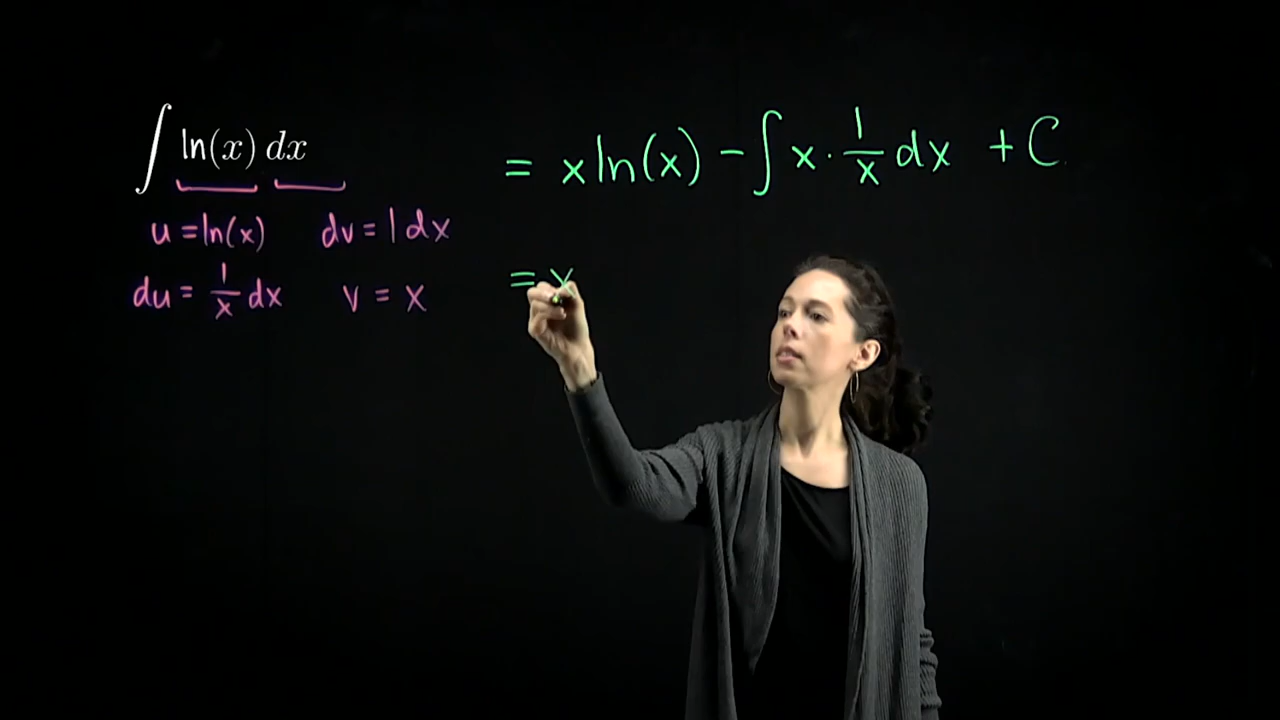 ∫ ln(x) dx
u = ln(x)  dv = 1 dx
du = 1/x dx  v = x
= x ln(x) - ∫ x · 1/x dx + C
= x